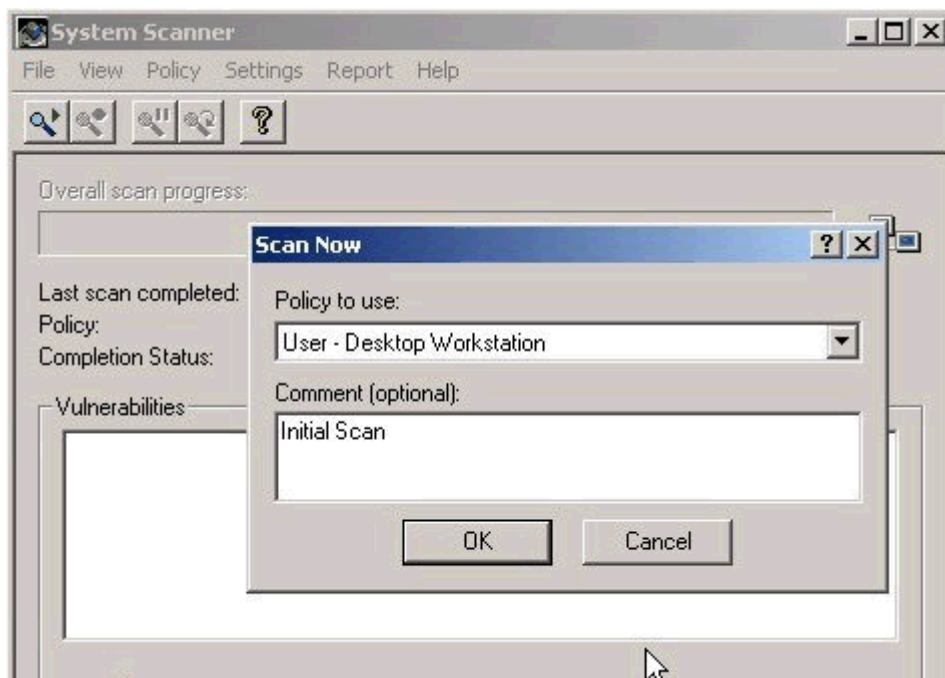 System Scanner
File View Policy Settings Report Help
Overall scan progress:
Scan Now
Last scan completed:
Policy to use:
Policy:
User - Desktop Workstation
Completion Status:
Comment (optional):
Vulnerabilities
Initial Scan
OK Cancel